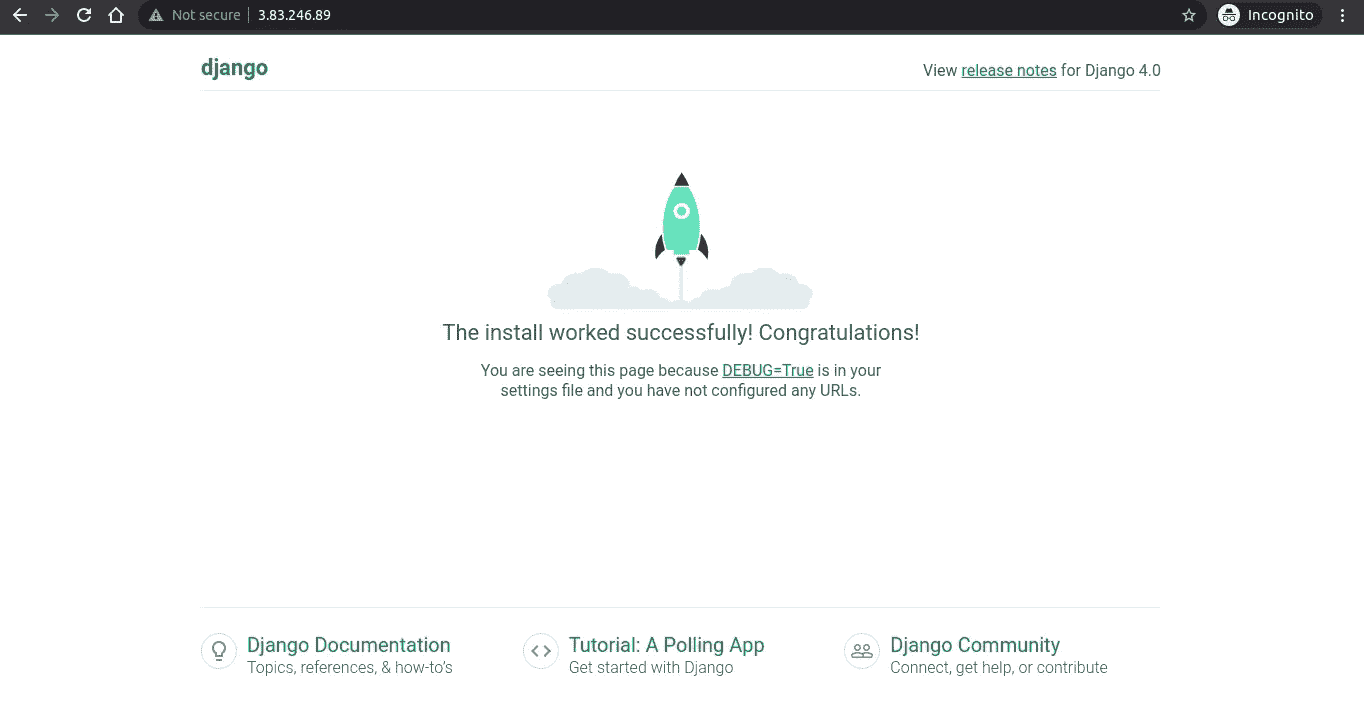 Not secure 3.83.246.89 Incognito
django
View release notes for Django 4.0
The install worked successfully! Congratulations!
You are seeing this page because DEBUG=True is in your
settings file and you have not configured any URLs.
Django Documentation
Topics, references, & how-to’s
Tutorial: A Polling App
Get started with Django
Django Community
Connect, get help, or contribute